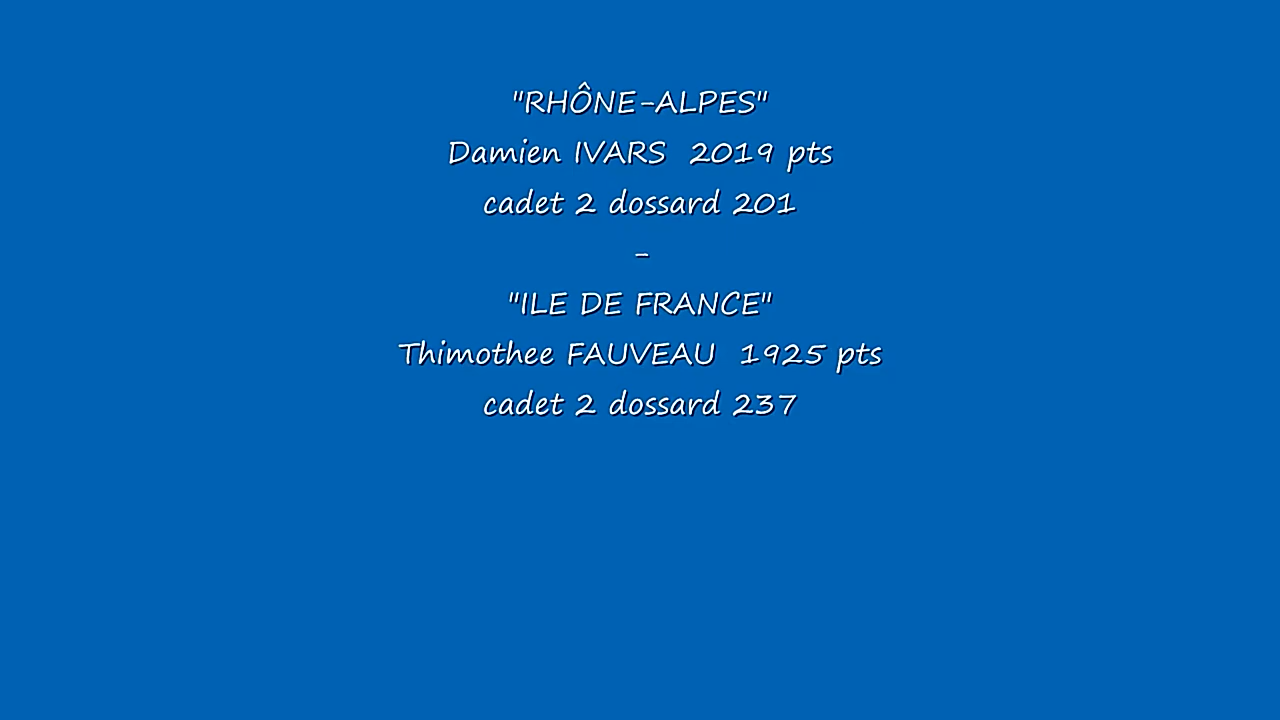 "RHÔNE-ALPES"
Damien IVARS  2019 pts
cadet 2 dossard 201
-
"ILE DE FRANCE"
Thimothee FAUVEAU  1925 pts
cadet 2 dossard 237